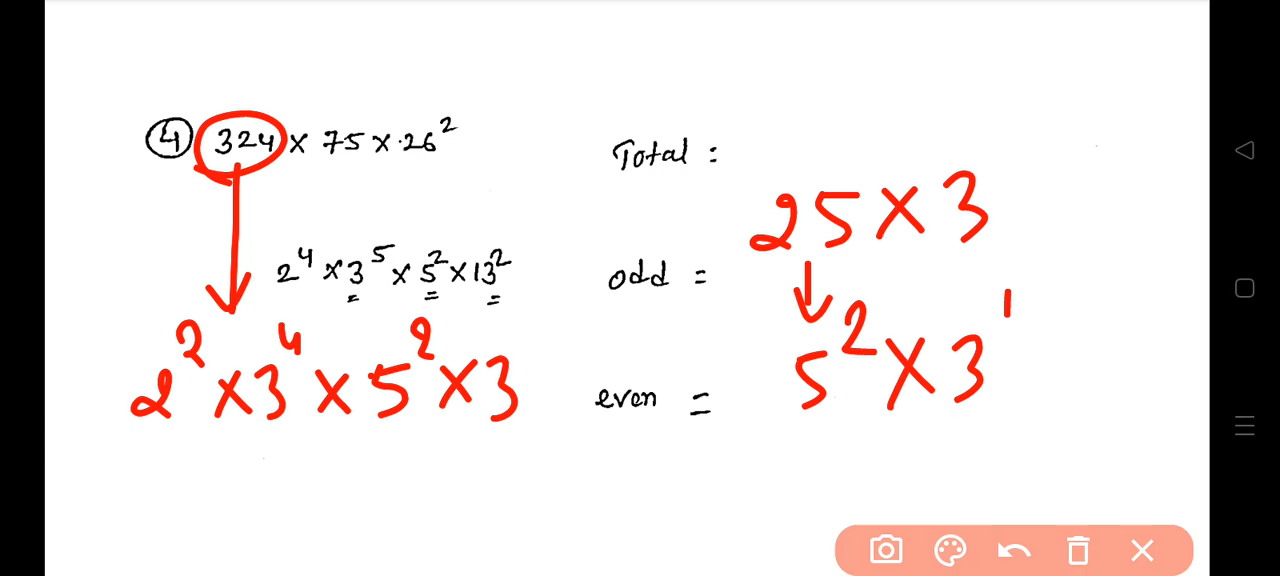 ④ 324 × 75 × 26²
Total :
25 × 3
2⁴ × 3⁵ × 5² × 13²
odd =
5² × 3¹
2² × 3⁴ × 5² × 3
even =